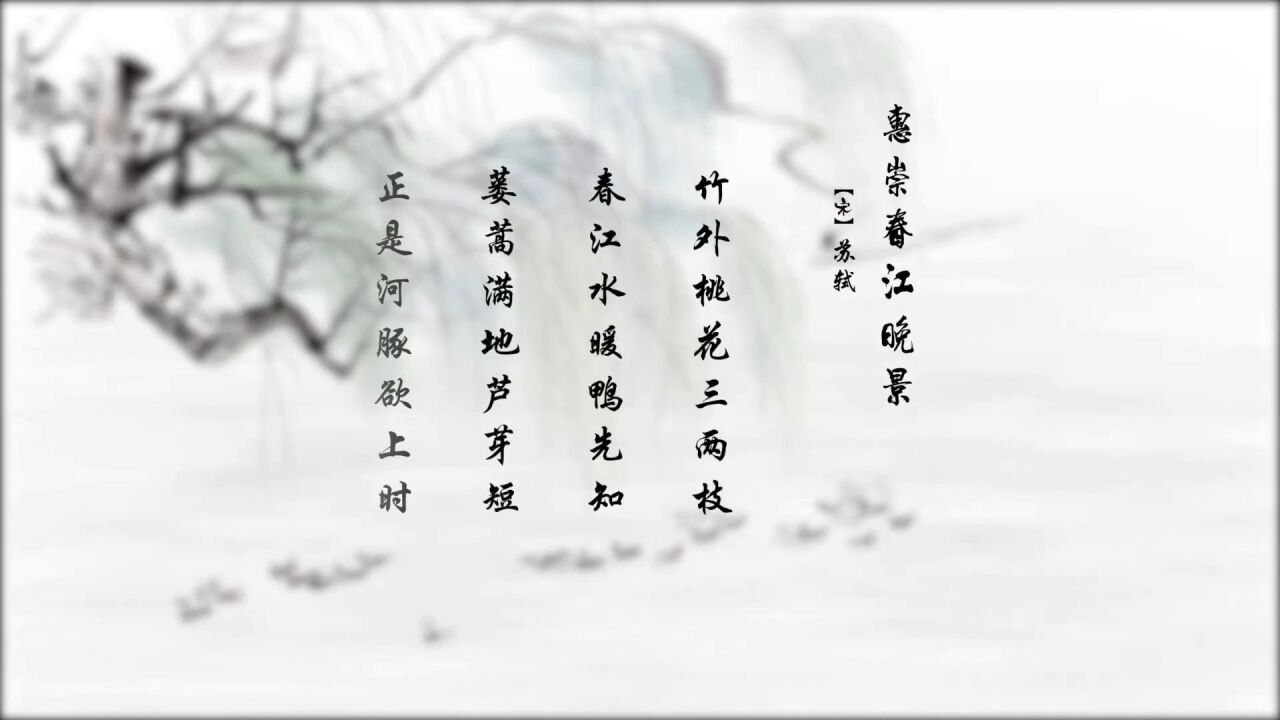 惠崇春江晚景
【宋】苏轼
竹外桃花三两枝
春江水暖鸭先知
蒌蒿满地芦芽短
正是河豚欲上时